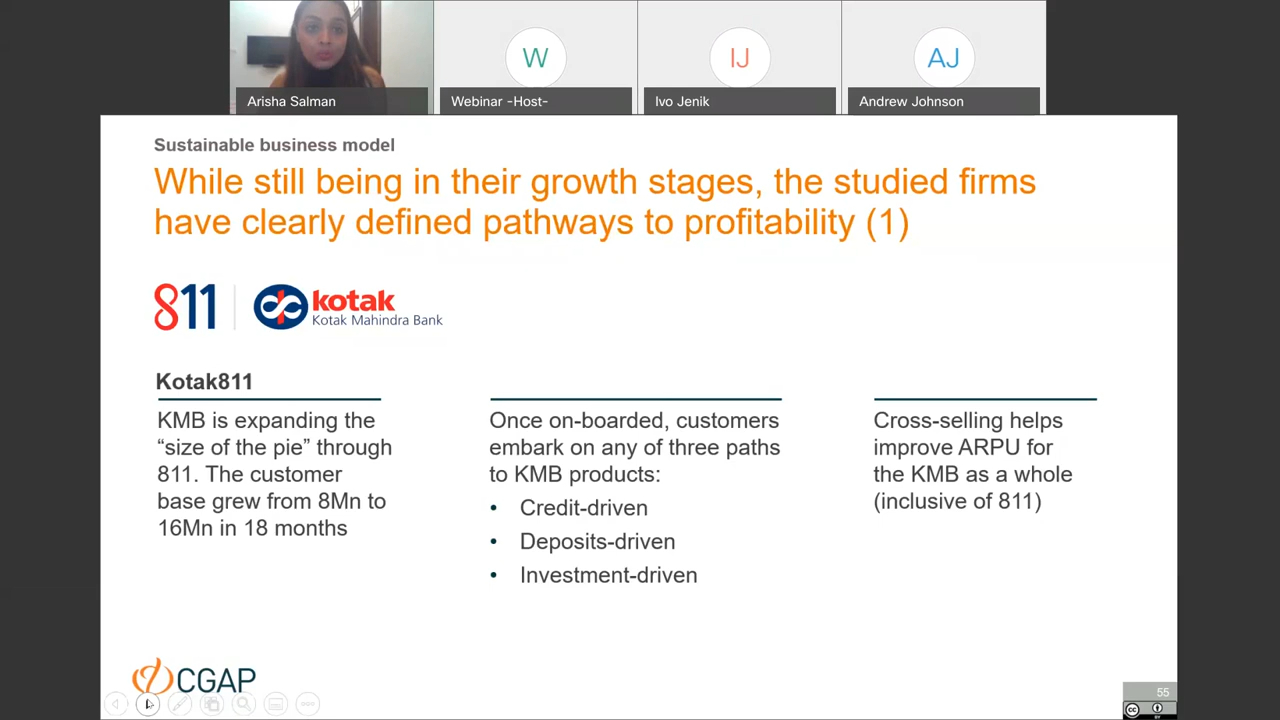 Arisha Salman
W
Webinar -Host-
IJ
Ivo Jenik
AJ
Andrew Johnson
Sustainable business model
While still being in their growth stages, the studied firms
have clearly defined pathways to profitability (1)
811
kotak
Kotak Mahindra Bank
Kotak811
KMB is expanding the
“size of the pie” through
811. The customer
base grew from 8Mn to
16Mn in 18 months
Once on-boarded, customers
embark on any of three paths
to KMB products:
• Credit-driven
• Deposits-driven
• Investment-driven
Cross-selling helps
improve ARPU for
the KMB as a whole
(inclusive of 811)
CGAP
55
cc
BY